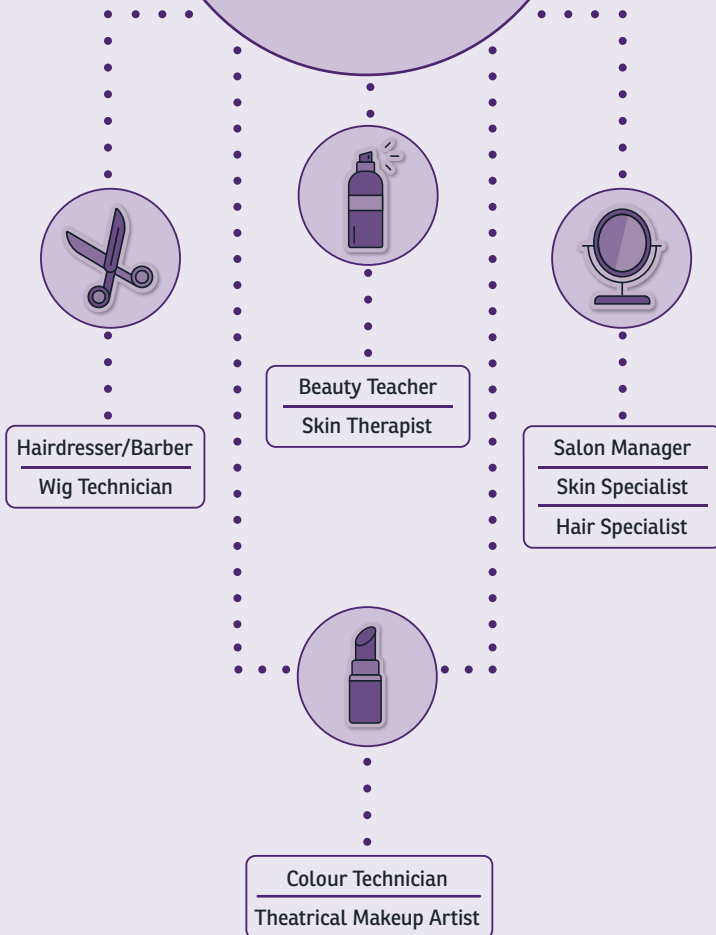 Beauty Teacher
Skin Therapist
Hairdresser/Barber
Wig Technician
Salon Manager
Skin Specialist
Hair Specialist
Colour Technician
Theatrical Makeup Artist